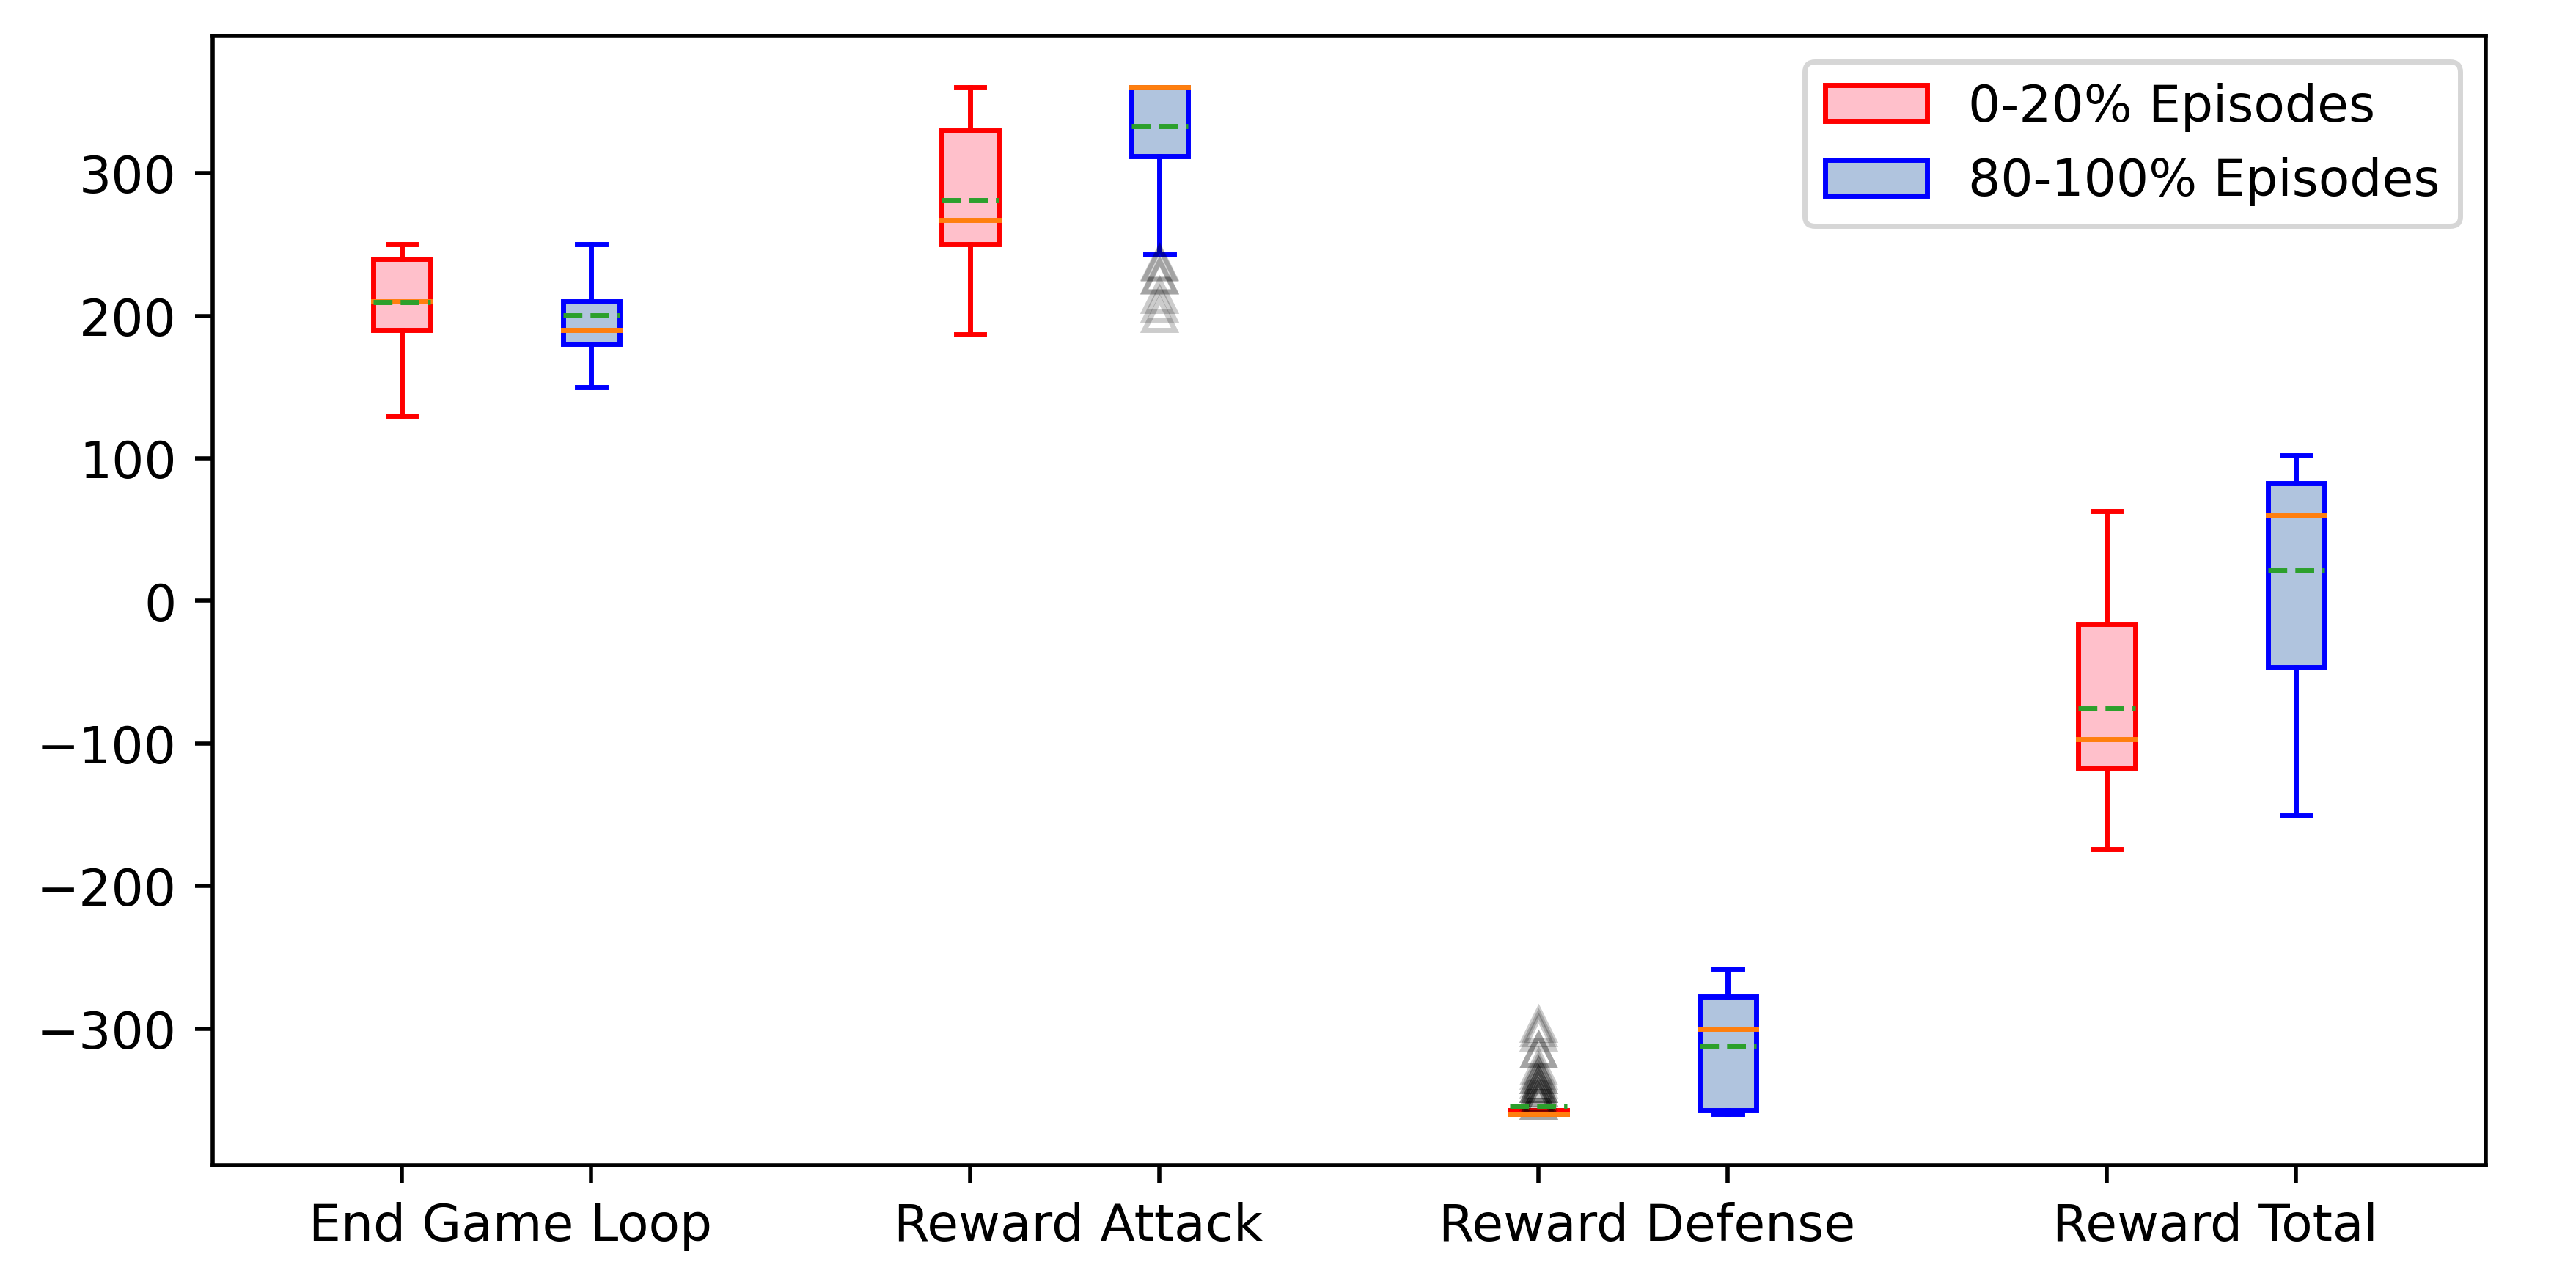 0-20% Episodes
80-100% Episodes
300
200
100
0
−100
−200
−300
End Game Loop
Reward Attack
Reward Defense
Reward Total